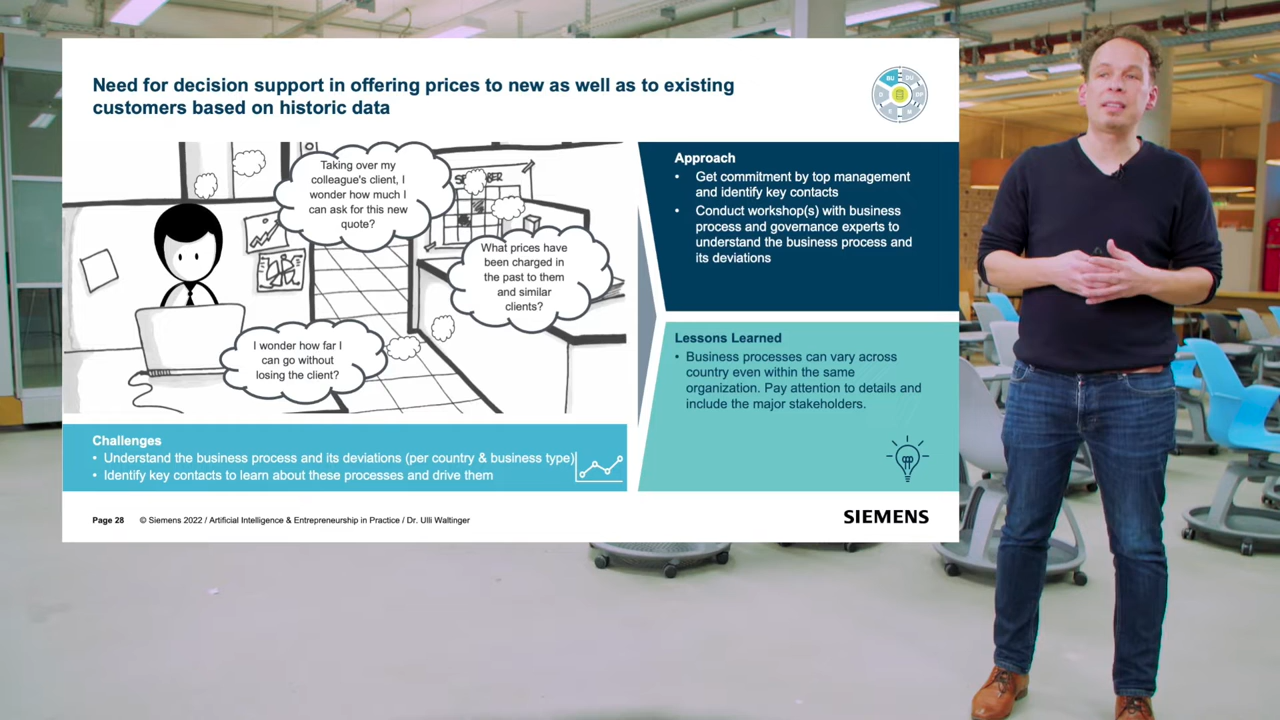 Need for decision support in offering prices to new as well as to existing
customers based on historic data
BU
DU
DP
D
Taking over my
colleague's client, I
wonder how much I
can ask for this new
quote?
What prices have
been charged in
the past to them
and similar
clients?
I wonder how far I
can go without
losing the client?
Challenges
• Understand the business process and its deviations (per country & business type)
• Identify key contacts to learn about these processes and drive them
Approach
• Get commitment by top management
and identify key contacts
• Conduct workshop(s) with business
process and governance experts to
understand the business process and
its deviations
Lessons Learned
• Business processes can vary across
country even within the same
organization. Pay attention to details and
include the major stakeholders.
Page 28 © Siemens 2022 / Artificial Intelligence & Entrepreneurship in Practice / Dr. Ulli Waltinger
SIEMENS